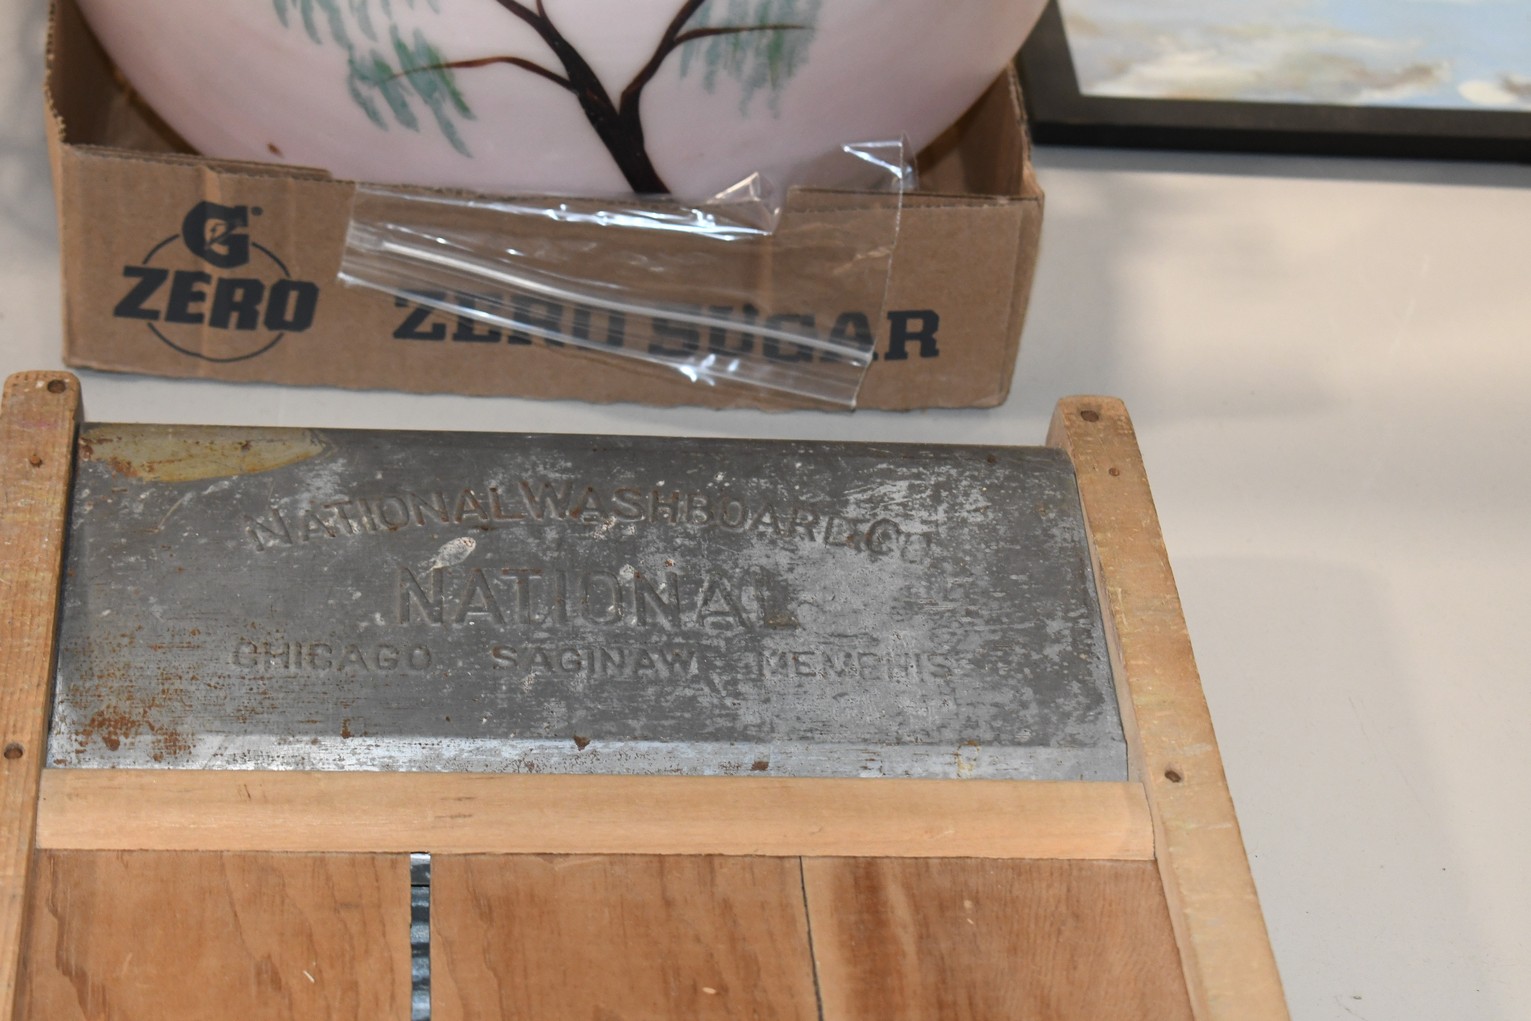 G
ZERO
ZERO SUGAR
NATIONAL WASHBOARD CO
NATIONAL
CHICAGO SAGINAW MEMPHIS